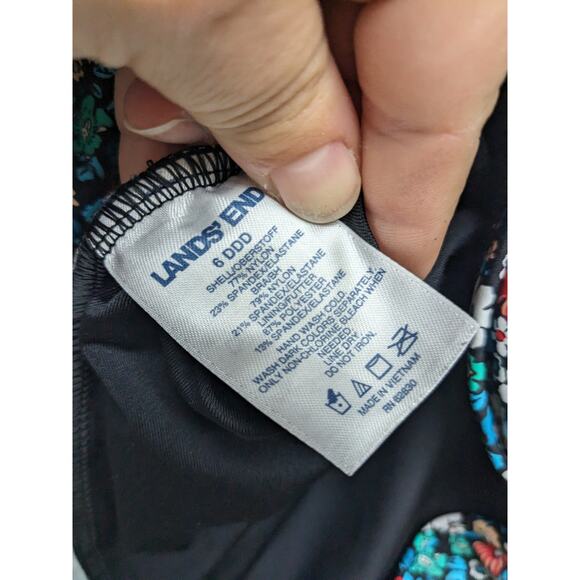 LANDS' END
6 DDD
SHELL/OBERSTOFF
77% NYLON
23% SPANDEX/ELASTANE
BRA/BH
79% NYLON
21% SPANDEX/ELASTANE
LINING/FUTTER
87% POLYESTER
13% SPANDEX/ELASTANE
HAND WASH COLD.
WASH DARK COLORS SEPARATELY.
ONLY NON-CHLORINE BLEACH WHEN
NEEDED.
LINE DRY.
DO NOT IRON.
MADE IN VIETNAM
RN 62830